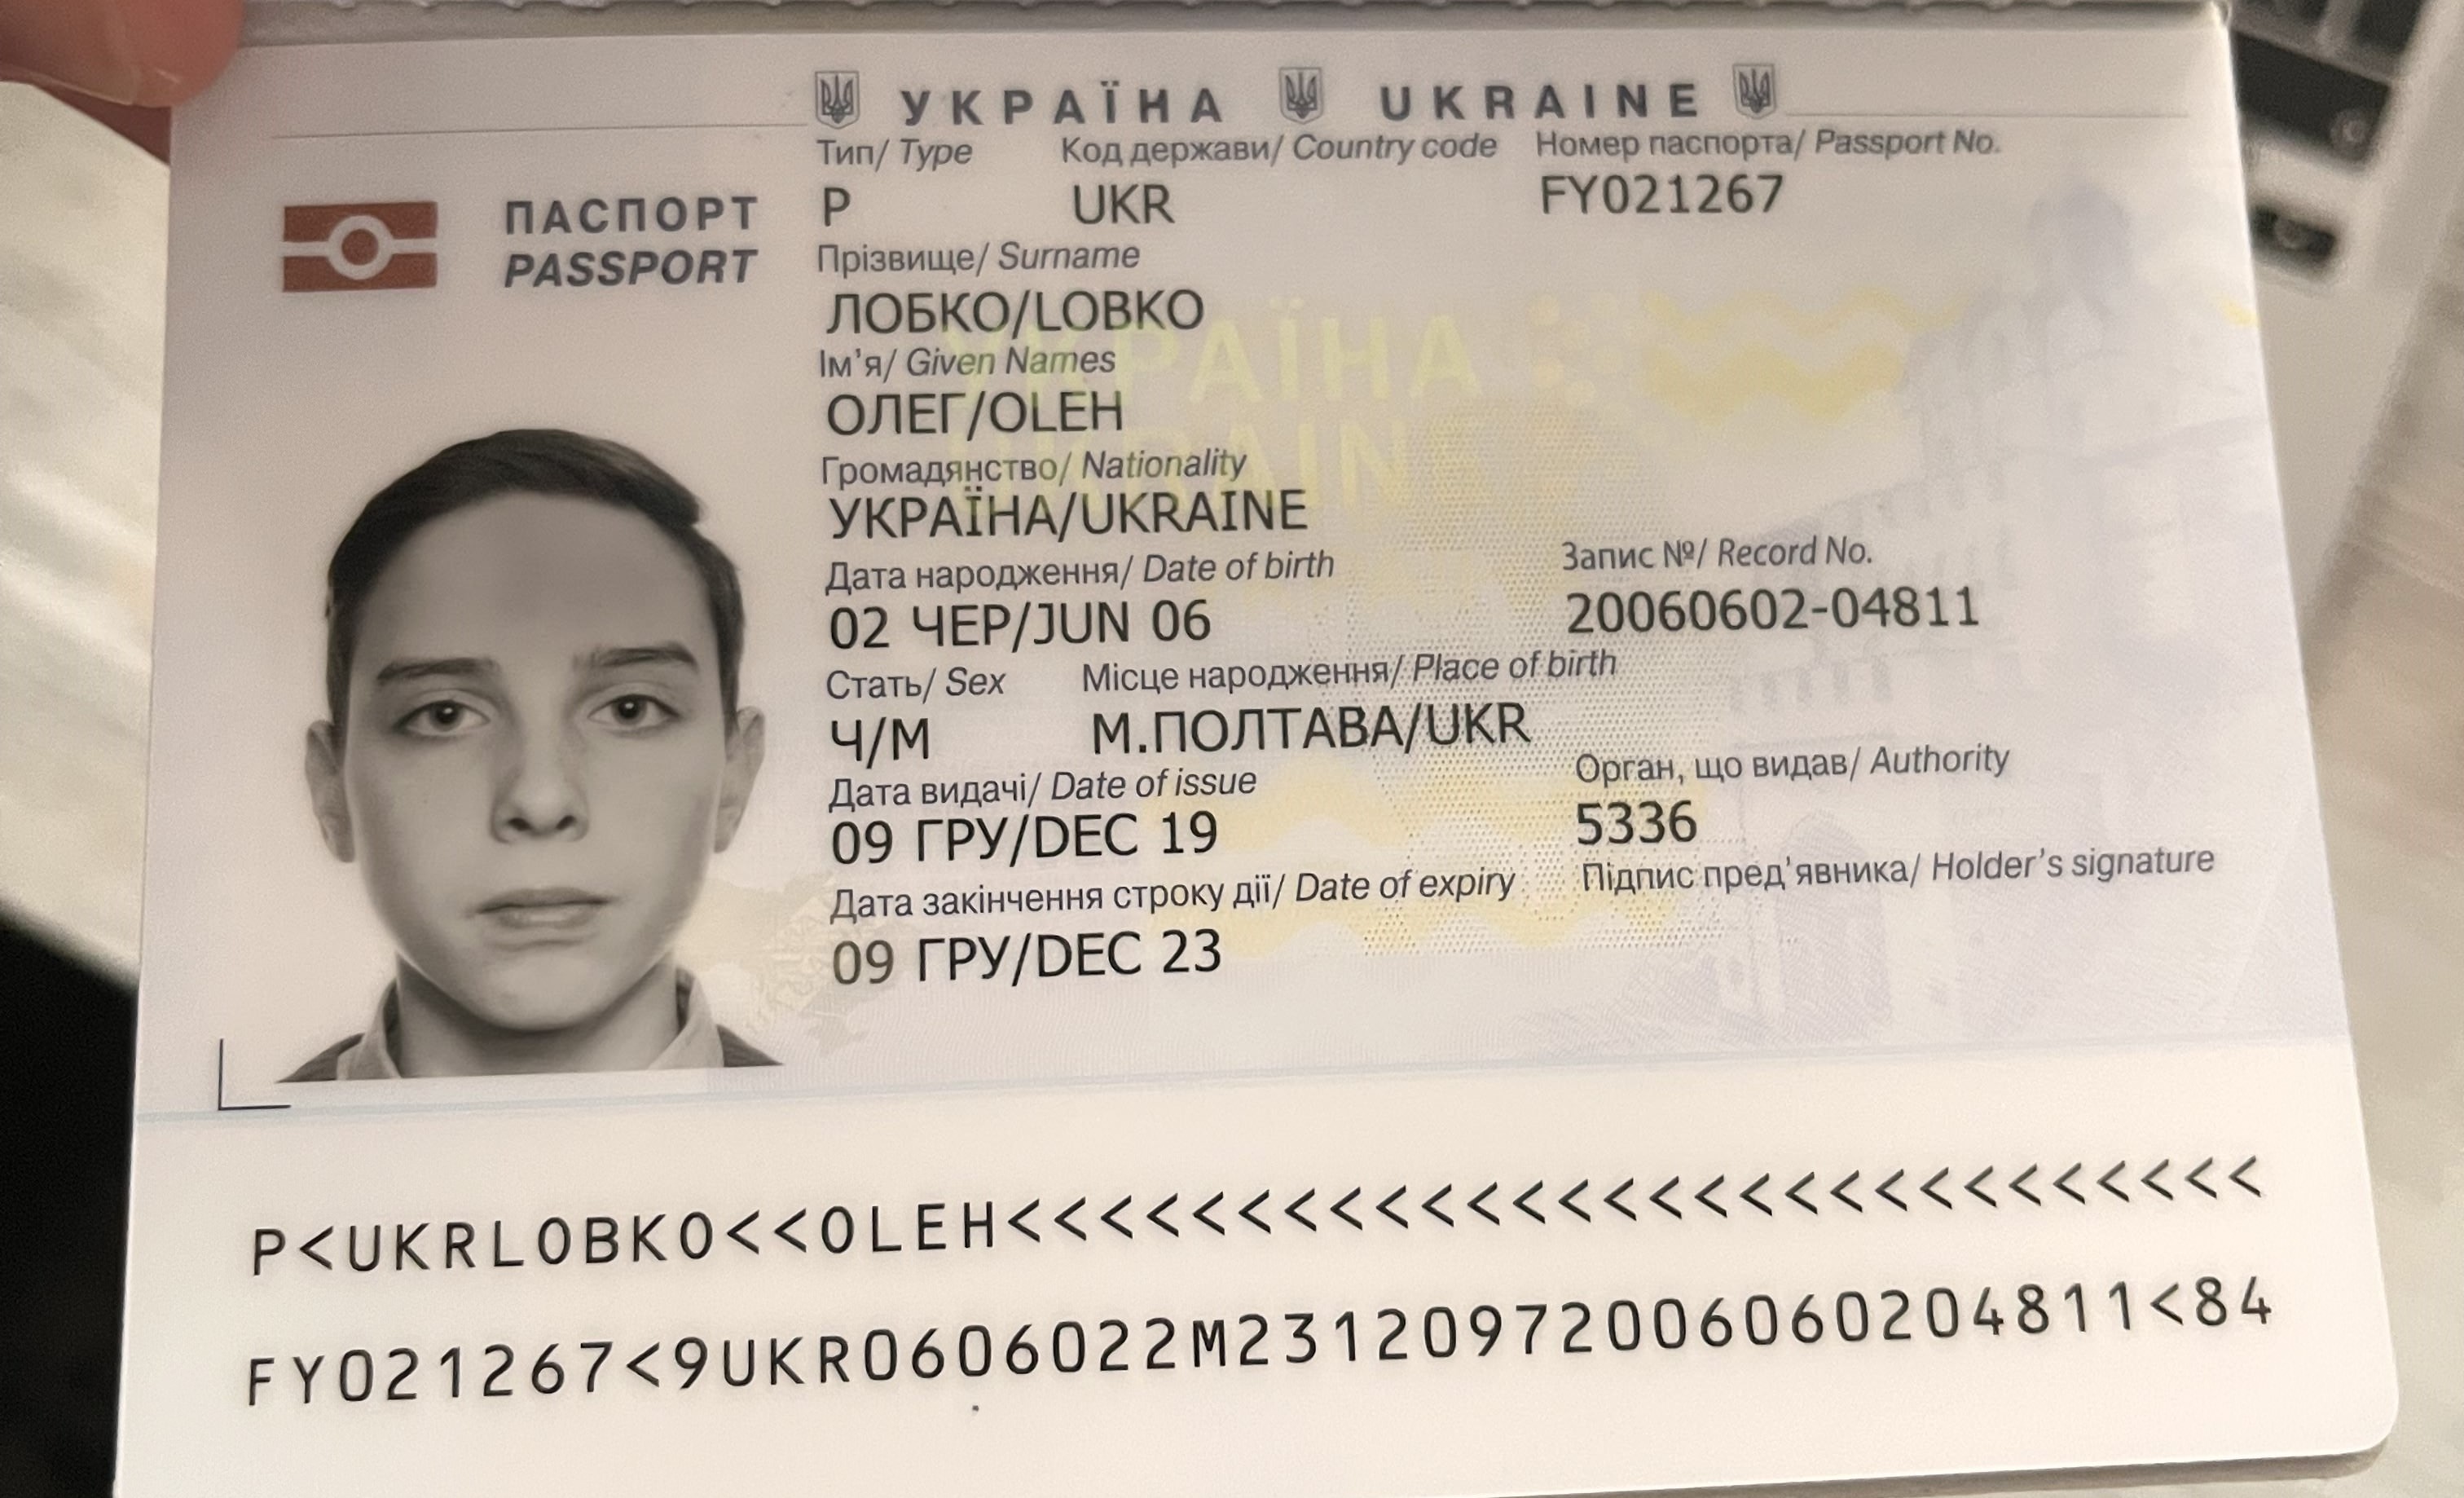 УКРАЇНА UKRAINE
Тип/ Type Код держави/ Country code Номер паспорта/ Passport No.
ПАСПОРТ P UKR FY021267
PASSPORT
Прізвище/ Surname
ЛОБКО/LOBKO
Ім'я/ Given Names
ОЛЕГ/OLEH
Громадянство/ Nationality
УКРАЇНА/UKRAINE
Дата народження/ Date of birth Запис №/ Record No.
02 ЧЕР/JUN 06 20060602-04811
Стать/ Sex Місце народження/ Place of birth
Ч/M М.ПОЛТАВА/UKR
Дата видачі/ Date of issue Орган, що видав/ Authority
09 ГРУ/DEC 19 5336
Дата закінчення строку дії/ Date of expiry Підпис пред'явника/ Holder's signature
09 ГРУ/DEC 23
УКРАЇНА
UKRAINE
P<UKRLOBKO<<OLEH<<<<<<<<<<<<<<<<<<<<<<<<<<<<
FY021267<9UKR0606022M23120972006060204811<84